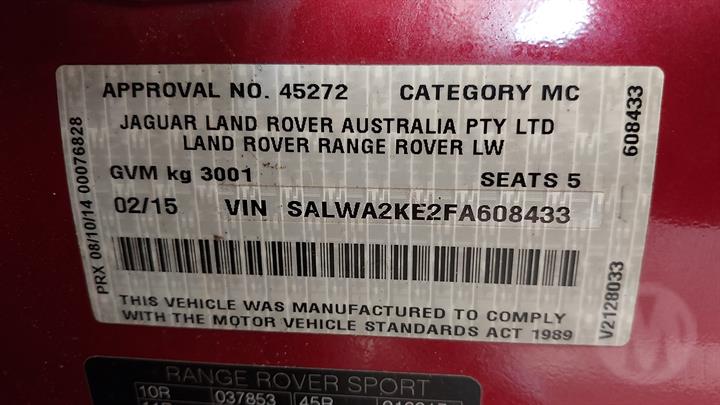 APPROVAL NO. 45272 CATEGORY MC
JAGUAR LAND ROVER AUSTRALIA PTY LTD
LAND ROVER RANGE ROVER LW
GVM kg 3001 SEATS 5
02/15 VIN SALWA2KE2FA608433
THIS VEHICLE WAS MANUFACTURED TO COMPLY
WITH THE MOTOR VEHICLE STANDARDS ACT 1989
PRX 08/10/14 00076828
608433
V2128033
RANGE ROVER SPORT
10R 037853 45R